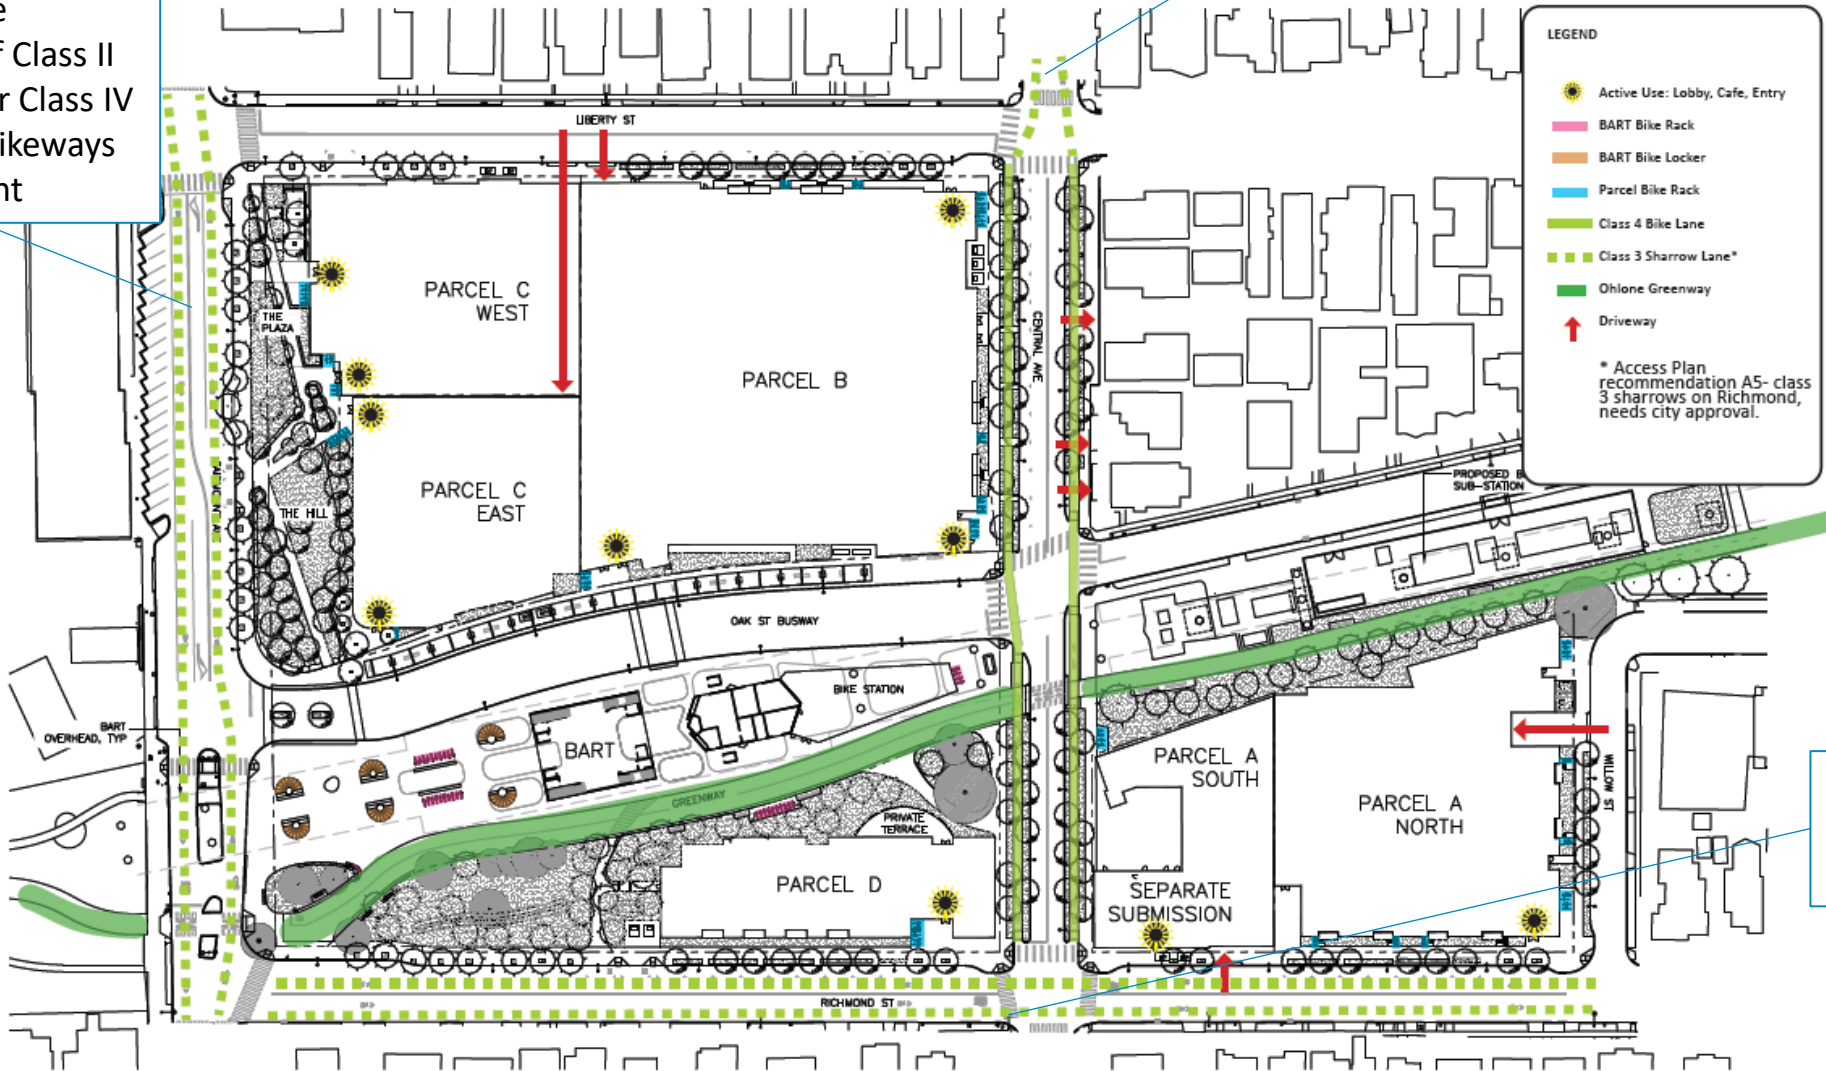 e
f Class II
r Class IV
ikeways
nt
LIBERTY ST
LEGEND
Active Use: Lobby, Cafe, Entry
BART Bike Rack
BART Bike Locker
Parcel Bike Rack
Class 4 Bike Lane
Class 3 Sharrow Lane*
Ohlone Greenway
Driveway
* Access Plan
recommendation A5- class
3 sharrows on Richmond,
needs city approval.
PARCEL C
WEST
THE
PLAZA
CENTRAL AVE.
PARCEL B
PARCEL C
EAST
THE HILL
PROPOSED B
SUB-STATION
OAK ST BUSWAY
BIKE STATION
BART
OVERHEAD, TYP
BART
GREENWAY
PRIVATE
TERRACE
PARCEL A
SOUTH
WILLOW ST
PARCEL A
NORTH
PARCEL D
SEPARATE
SUBMISSION
RICHMOND ST